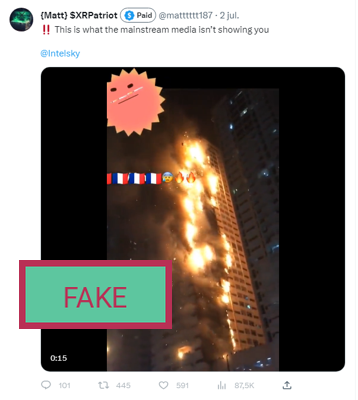 {Matt} $XRPatriot Paid @matttttt187 · 2 jul.
‼️ This is what the mainstream media isn't showing you
@Intelsky
FAKE
0:15
101 445 591 87,5K